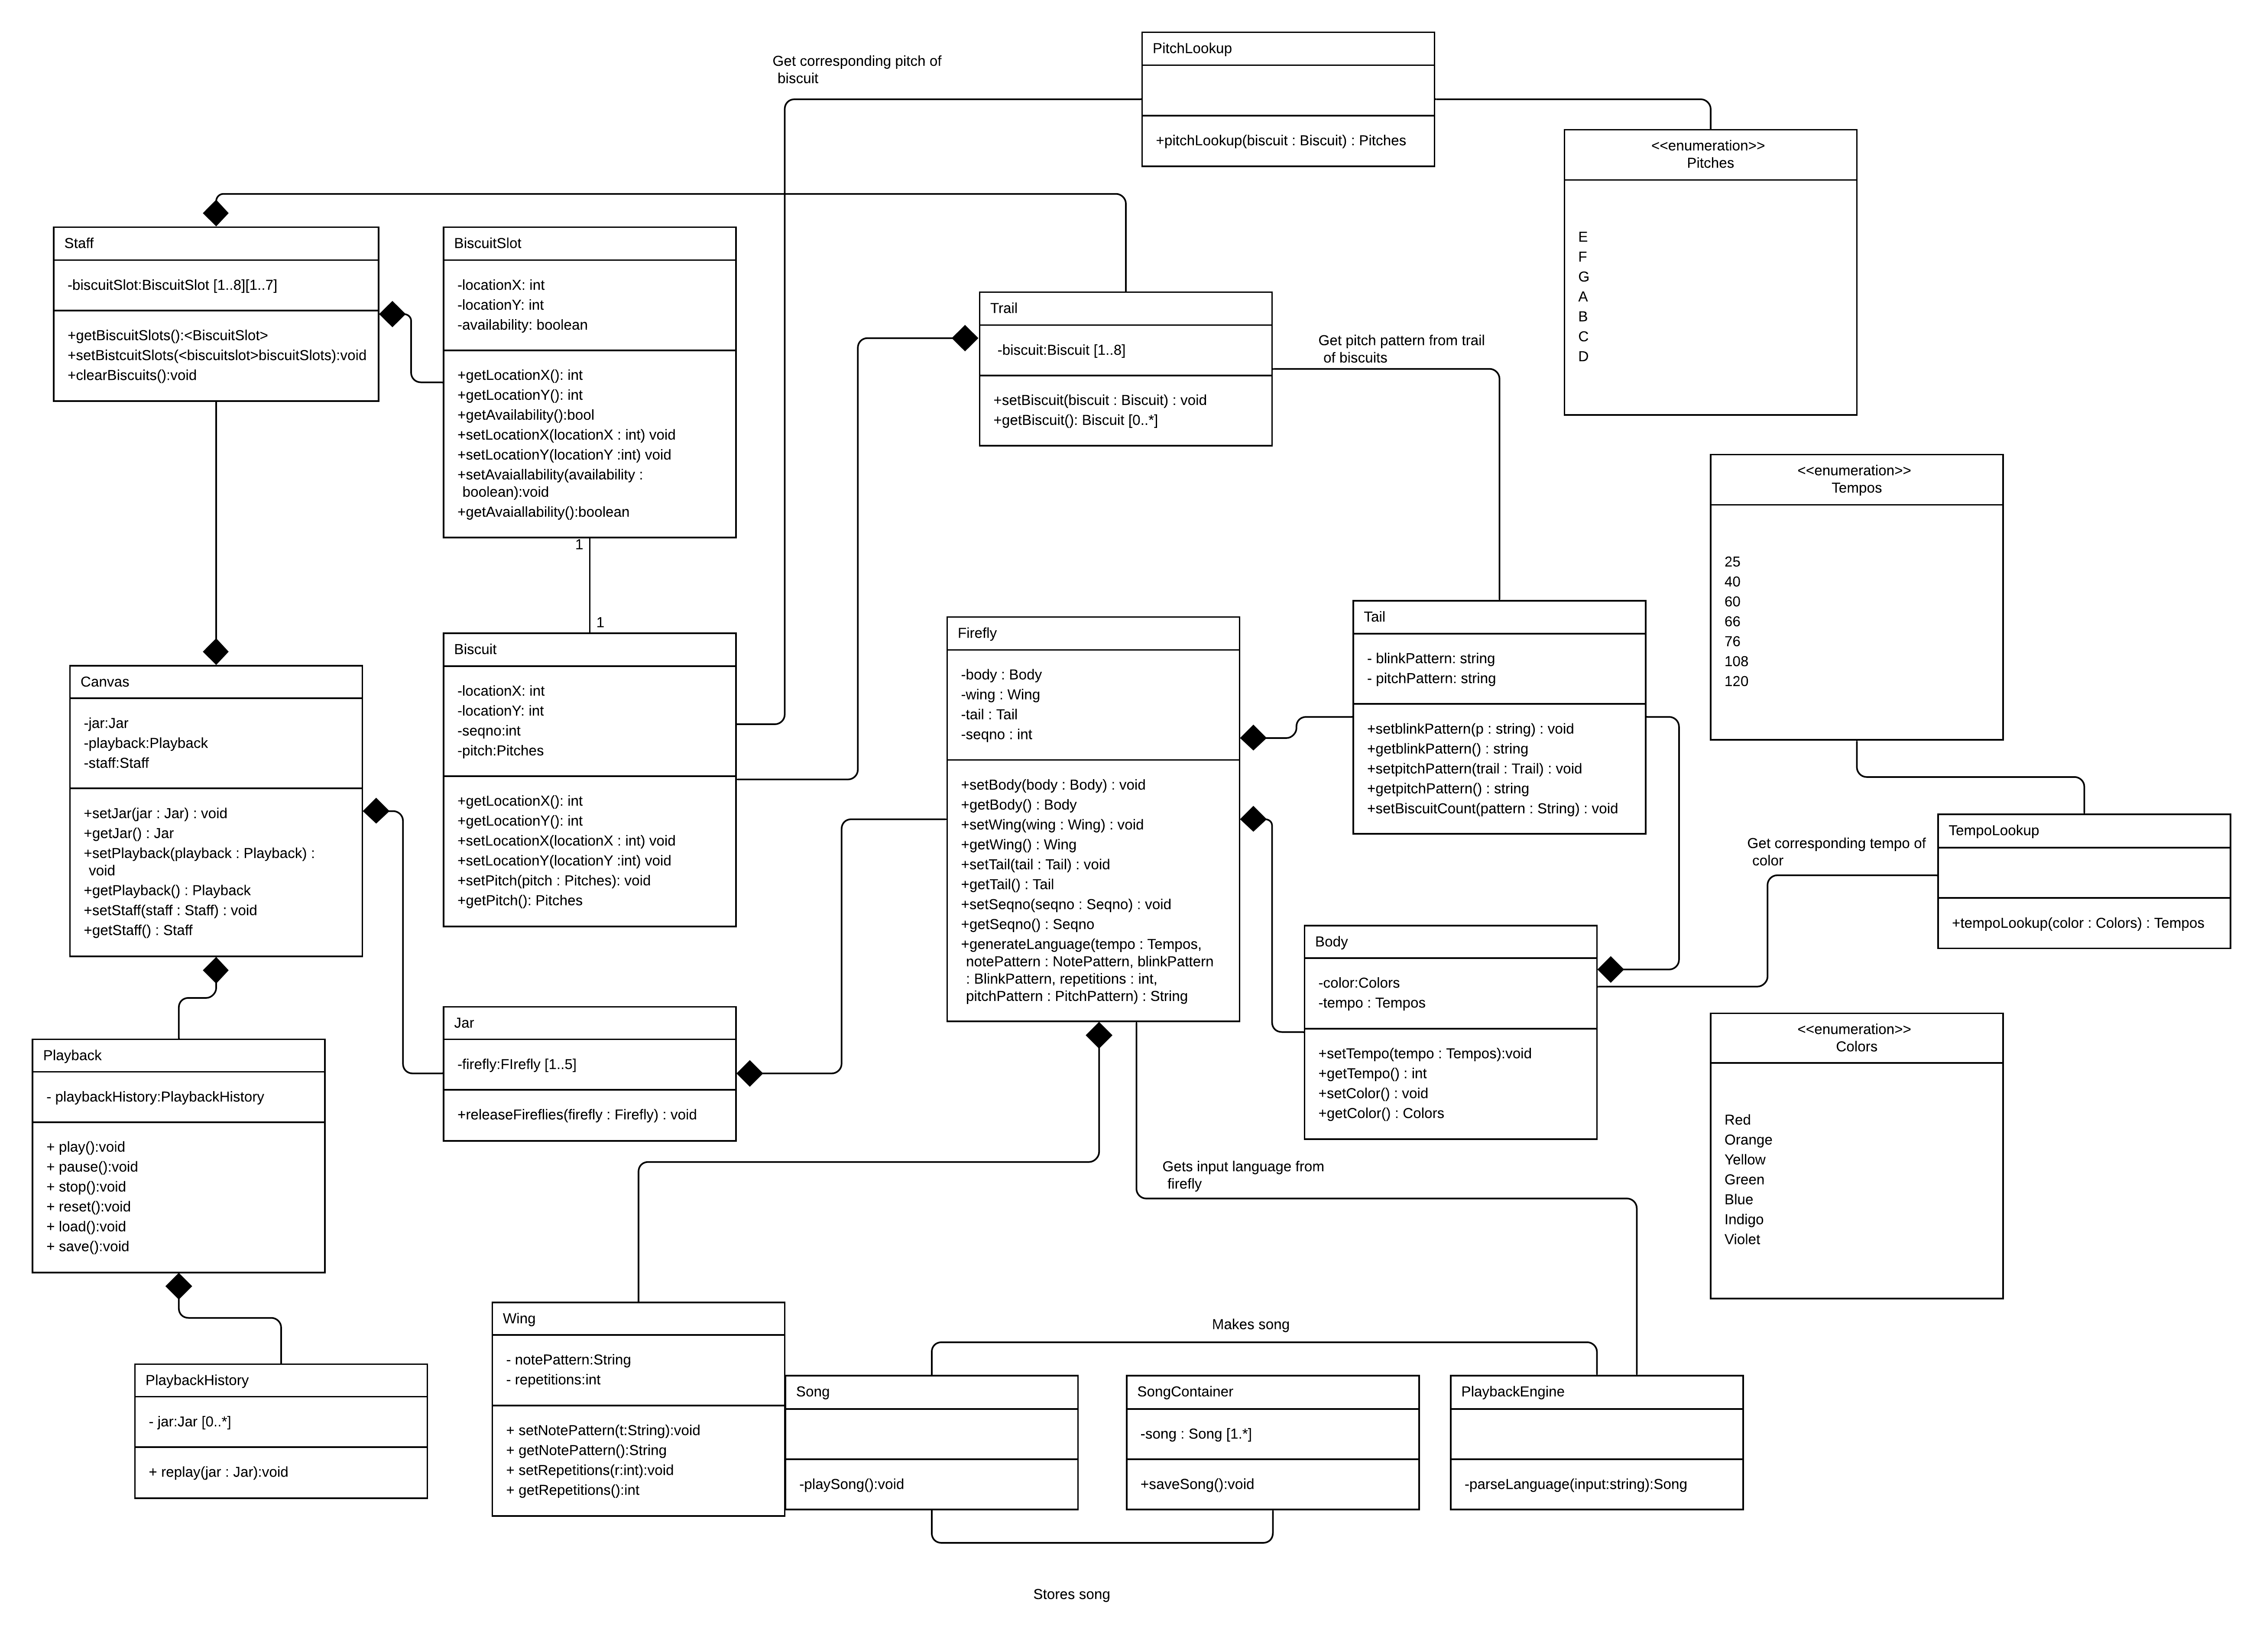 Get corresponding pitch of
biscuit
PitchLookup
+pitchLookup(biscuit : Biscuit) : Pitches
<<enumeration>>
Pitches
E
F
G
A
B
C
D
Staff
-biscuitSlot:BiscuitSlot [1..8][1..7]
+getBiscuitSlots():<BiscuitSlot>
+setBistcuitSlots(<biscuitslot>biscuitSlots):void
+clearBiscuits():void
BiscuitSlot
-locationX: int
-locationY: int
-availability: boolean
+getLocationX(): int
+getLocationY(): int
+getAvailability():bool
+setLocationX(locationX : int) void
+setLocationY(locationY :int) void
+setAvaiallability(availability :
boolean):void
+getAvaiallability():boolean
1
1
Trail
-biscuit:Biscuit [1..8]
+setBiscuit(biscuit : Biscuit) : void
+getBiscuit(): Biscuit [0..*]
Get pitch pattern from trail
of biscuits
<<enumeration>>
Tempos
25
40
60
66
76
108
120
Canvas
-jar:Jar
-playback:Playback
-staff:Staff
+setJar(jar : Jar) : void
+getJar() : Jar
+setPlayback(playback : Playback) :
void
+getPlayback() : Playback
+setStaff(staff : Staff) : void
+getStaff() : Staff
Biscuit
-locationX: int
-locationY: int
-seqno:int
-pitch:Pitches
+getLocationX(): int
+getLocationY(): int
+setLocationX(locationX : int) void
+setLocationY(locationY :int) void
+setPitch(pitch : Pitches): void
+getPitch(): Pitches
Firefly
-body : Body
-wing : Wing
-tail : Tail
-seqno : int
+setBody(body : Body) : void
+getBody() : Body
+setWing(wing : Wing) : void
+getWing() : Wing
+setTail(tail : Tail) : void
+getTail() : Tail
+setSeqno(seqno : Seqno) : void
+getSeqno() : Seqno
+generateLanguage(tempo : Tempos,
notePattern : NotePattern, blinkPattern
: BlinkPattern, repetitions : int,
pitchPattern : PitchPattern) : String
Tail
- blinkPattern: string
- pitchPattern: string
+setblinkPattern(p : string) : void
+getblinkPattern() : string
+setpitchPattern(trail : Trail) : void
+getpitchPattern() : string
+setBiscuitCount(pattern : String) : void
Get corresponding tempo of
color
TempoLookup
+tempoLookup(color : Colors) : Tempos
Body
-color:Colors
-tempo : Tempos
+setTempo(tempo : Tempos):void
+getTempo() : int
+setColor() : void
+getColor() : Colors
<<enumeration>>
Colors
Red
Orange
Yellow
Green
Blue
Indigo
Violet
Jar
-firefly:FIrefly [1..5]
+releaseFireflies(firefly : Firefly) : void
Playback
- playbackHistory:PlaybackHistory
+ play():void
+ pause():void
+ stop():void
+ reset():void
+ load():void
+ save():void
Gets input language from
firefly
PlaybackHistory
- jar:Jar [0..*]
+ replay(jar : Jar):void
Wing
- notePattern:String
- repetitions:int
+ setNotePattern(t:String):void
+ getNotePattern():String
+ setRepetitions(r:int):void
+ getRepetitions():int
Makes song
Song
-playSong():void
SongContainer
-song : Song [1.*]
+saveSong():void
PlaybackEngine
-parseLanguage(input:string):Song
Stores song